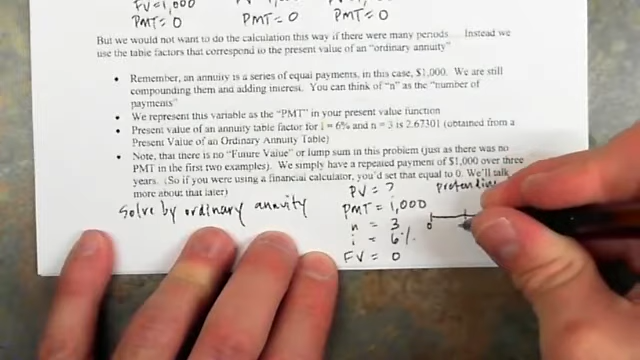 FV=1,000
PMT=0 PMT=0 PMT=0
But we would not want to do the calculation this way if there were many periods. Instead we
use the table factors that correspond to the present value of an "ordinary annuity"
• Remember, an annuity is a series of equal payments, in this case, $1,000. We are still
compounding them and adding interest. You can think of "n" as the "number of
payments"
• We represent this variable as the "PMT" in your present value function
• Present Value of an annuity table factor for i = 6% and n = 3 is 2.67301 (obtained from a
Present Value of an Ordinary Annuity Table)
• Note, that there is no "Future Value" or lump sum in this problem (just as there was no
PMT in the first two examples). We simply have a repeated payment of $1,000 over three
years. (So if you were using a financial calculator, you'd set that equal to 0. We'll talk
more about that later)
Solve by ordinary annuity
PV = ?
PMT = 1,000
n = 3
i = 6%
FV = 0
0